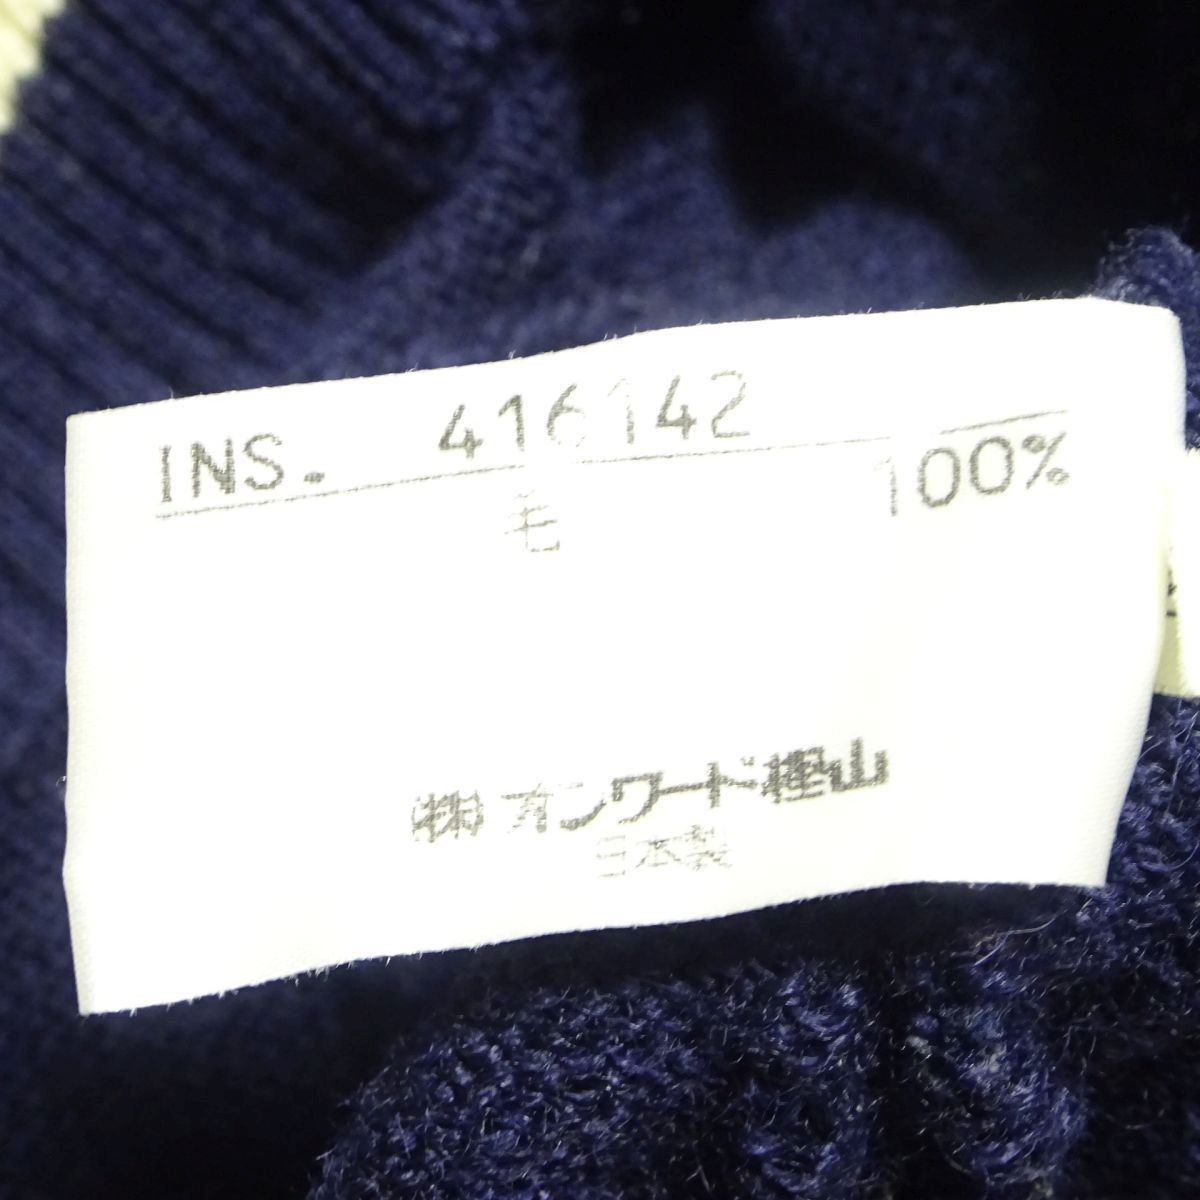 INS. 416142
毛 100%
㈱オンワード樫山
日本製